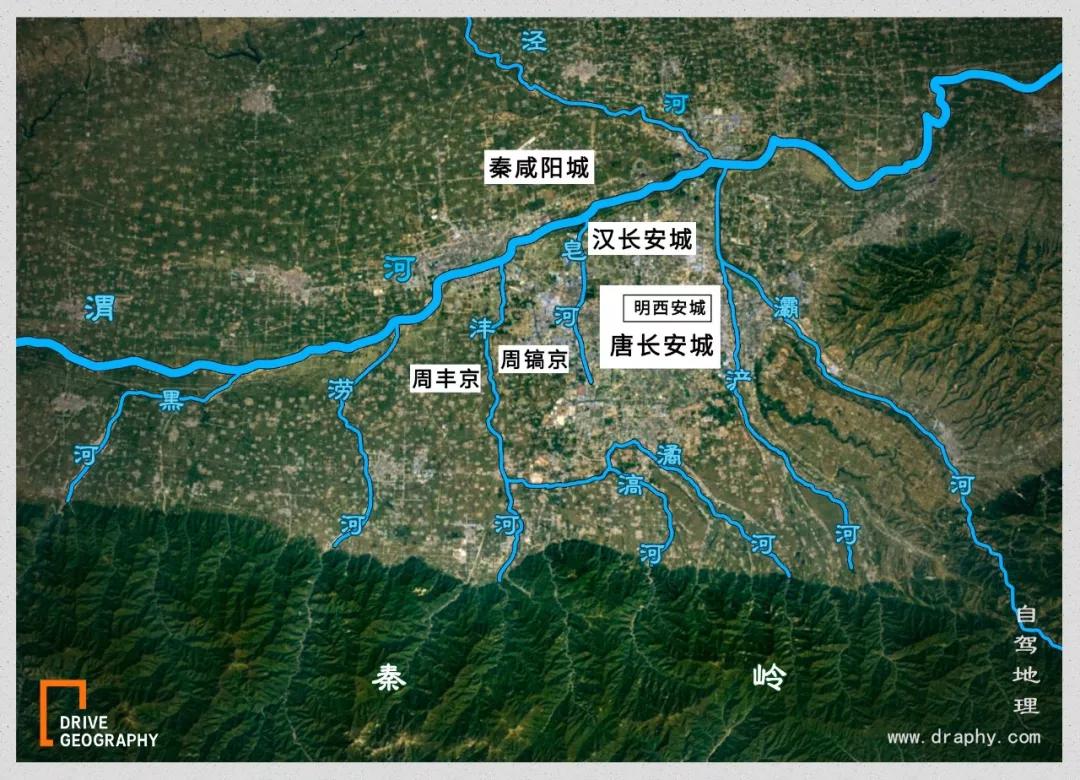 泾河
秦咸阳城
汉长安城
渭河
皂河
明西安城
唐长安城
灞河
沣河
周镐京
周丰京
浐河
涝河
黑河
潏河
滈河
秦岭
自驾地理
DRIVE
GEOGRAPHY
www.draphy.com